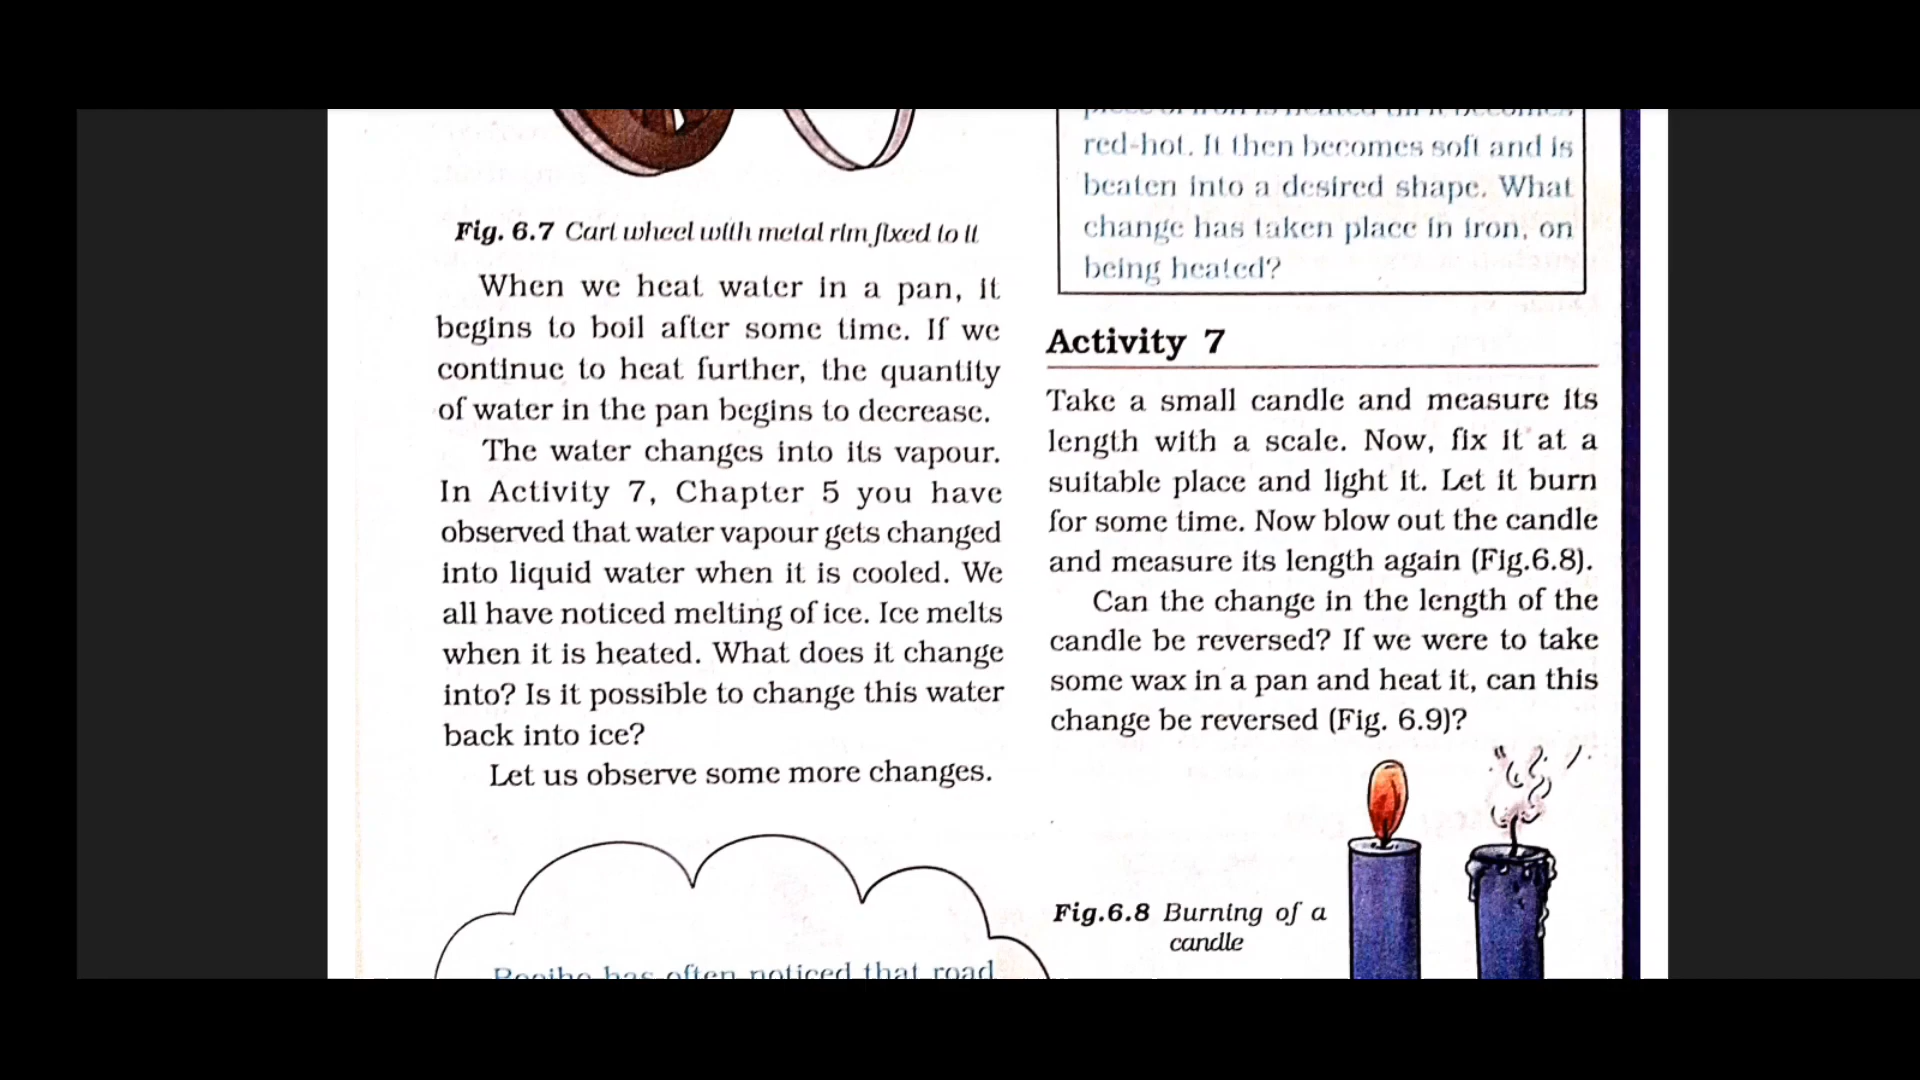 Fig. 6.7 Cart wheel with metal rim fixed to it
When we heat water in a pan, it
begins to boil after some time. If we
continue to heat further, the quantity
of water in the pan begins to decrease.
The water changes into its vapour.
In Activity 7, Chapter 5 you have
observed that water vapour gets changed
into liquid water when it is cooled. We
all have noticed melting of ice. Ice melts
when it is heated. What does it change
into? Is it possible to change this water
back into ice?
Let us observe some more changes.
has often noticed that road
piece of iron is heated till it becomes
red-hot. It then becomes soft and is
beaten into a desired shape. What
change has taken place in iron, on
being heated?
Activity 7
Take a small candle and measure its
length with a scale. Now, fix it at a
suitable place and light it. Let it burn
for some time. Now blow out the candle
and measure its length again (Fig.6.8).
Can the change in the length of the
candle be reversed? If we were to take
some wax in a pan and heat it, can this
change be reversed (Fig. 6.9)?
Fig.6.8 Burning of a
candle